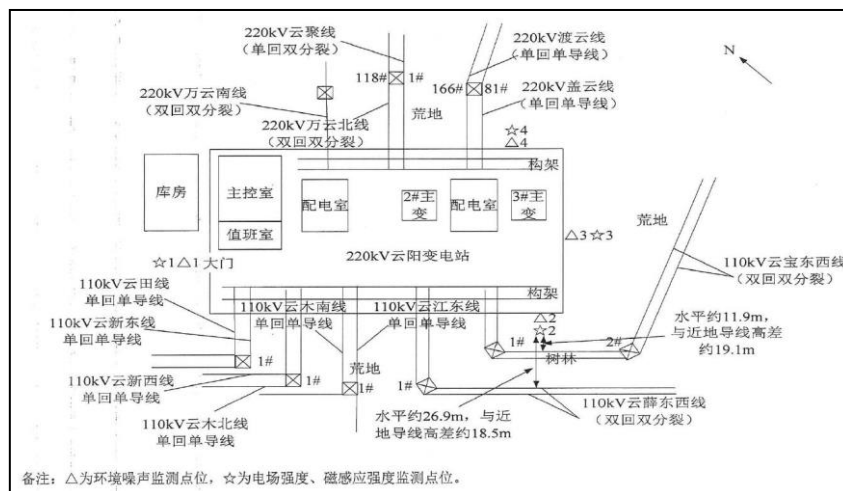 220kV云聚线
（单回双分裂）
220kV渡云线
（单回单导线）
N
118#
1#
166#
81#
220kV万云南线
（双回双分裂）
220kV盖云线
（单回单导线）
220kV万云北线
（双回双分裂）
荒地
☆4
△4
构架
库房
主控室
配电室
2#主
变
配电室
3#主
变
荒地
值班室
△3☆3
☆1△1大门
220kV云阳变电站
110kV云宝东西线
（双回双分裂）
110kV云田线
单回单导线
构架
110kV云木南线
单回单导线
110kV云江东线
单回单导线
△2
☆2
水平约11.9m，
与近地导线高差
约19.1m
110kV云新东线
单回单导线
1#
1#
2#
树林
荒地
110kV云新西线
单回单导线
1#
1#
1#
110kV云木北线
单回单导线
水平约26.9m，与近
地导线高差约18.5m
110kV薛东西线
（双回双分裂）
备注：△为环境噪声监测点位，☆为电场强度、磁感应强度监测点位。